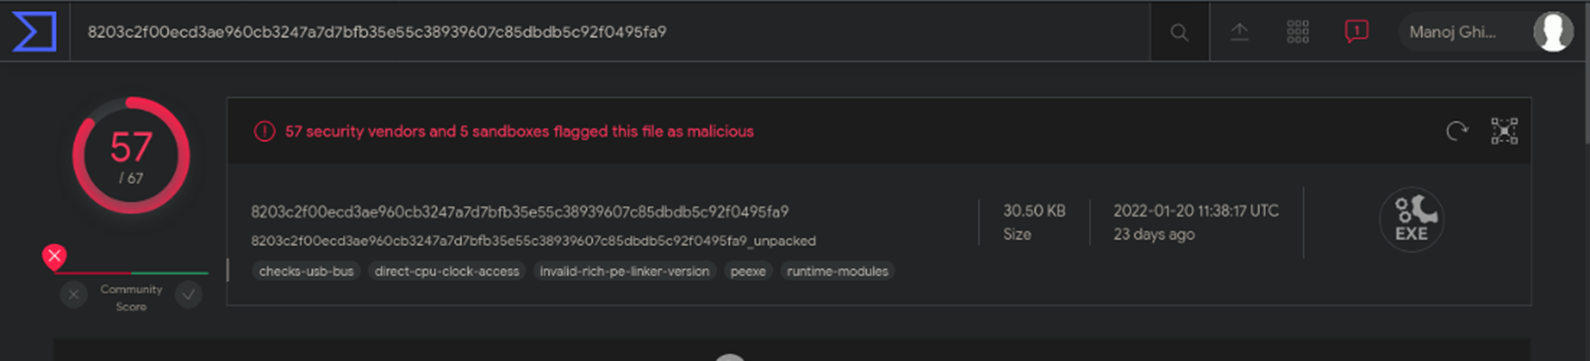 8203c2f00ecd3ae960cb3247a7d7bfb35e55c38939607c85dbdb5c92f0495fa9
1
Manoj Ghi...
57
/ 67
57 security vendors and 5 sandboxes flagged this file as malicious
8203c2f00ecd3ae960cb3247a7d7bfb35e55c38939607c85dbdb5c92f0495fa9
8203c2f00ecd3ae960cb3247a7d7bfb35e55c38939607c85dbdb5c92f0495fa9_unpacked
30.50 KB
Size
2022-01-20 11:38:17 UTC
23 days ago
EXE
checks-usb-bus
direct-cpu-clock-access
invalid-rich-pe-linker-version
peexe
runtime-modules
Community
Score